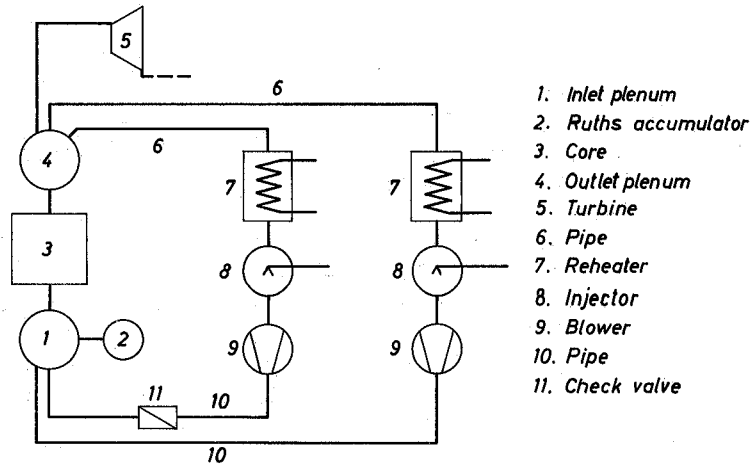 5
6
6
4
7
7
3
8
8
1
2
9
9
11
10
10
1. Inlet plenum
2. Ruths accumulator
3. Core
4. Outlet plenum
5. Turbine
6. Pipe
7. Reheater
8. Injector
9. Blower
10. Pipe
11. Check valve